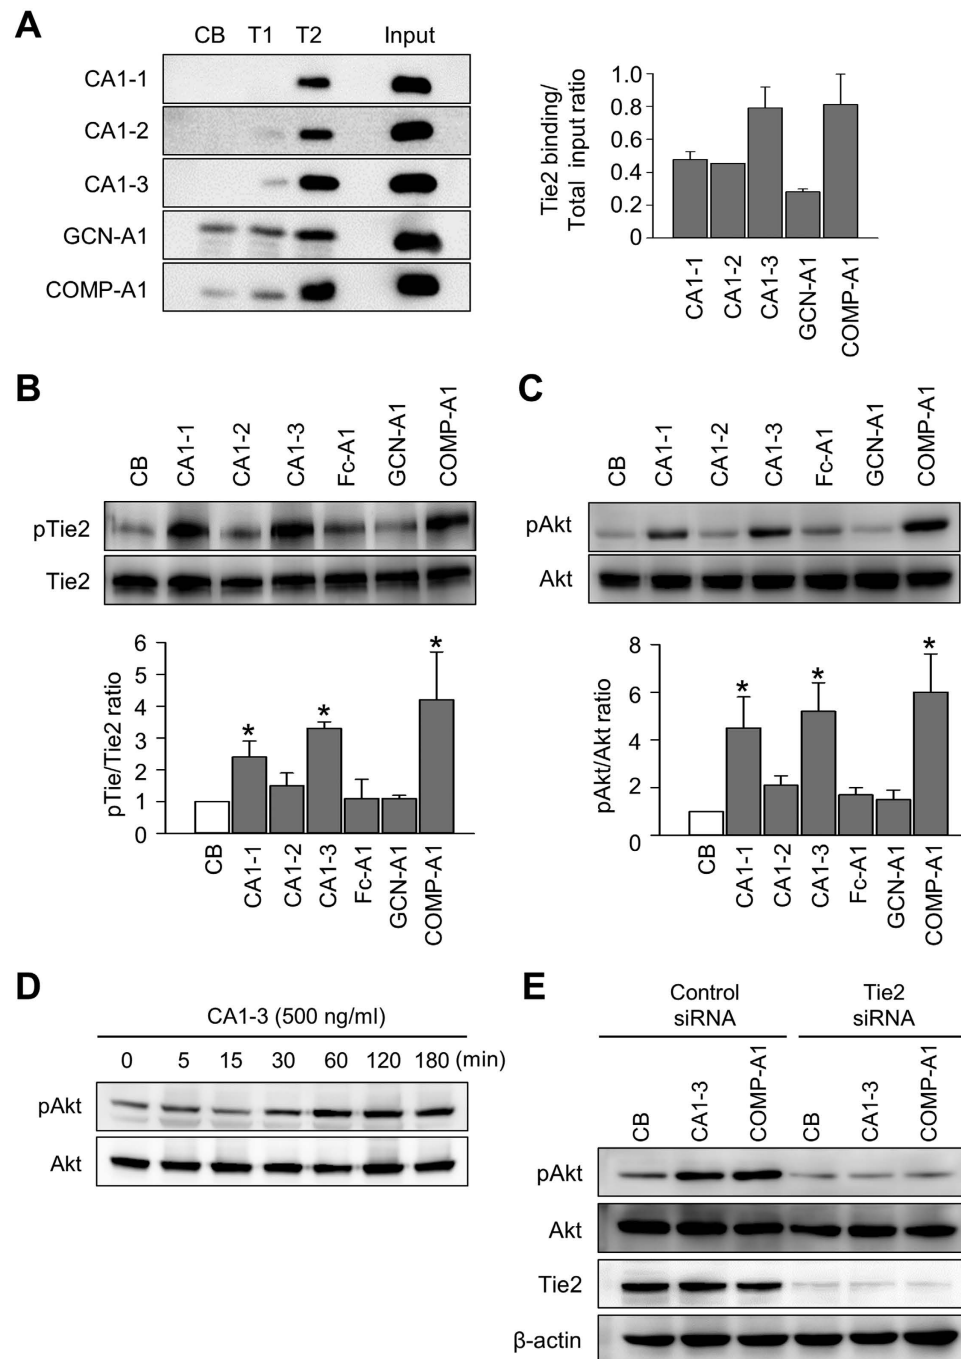 A
CB T1 T2 Input
CA1-1
CA1-2
CA1-3
GCN-A1
COMP-A1
Tie2 binding/
Total input ratio
1.0
0.8
0.6
0.4
0.2
0
CA1-1 CA1-2 CA1-3 GCN-A1 COMP-A1
B
CB CA1-1 CA1-2 CA1-3 Fc-A1 GCN-A1 COMP-A1
pTie2
Tie2
pTie/Tie2 ratio
6
5
4
3
2
1
0
* * *
CB CA1-1 CA1-2 CA1-3 Fc-A1 GCN-A1 COMP-A1
C
CB CA1-1 CA1-2 CA1-3 Fc-A1 GCN-A1 COMP-A1
pAkt
Akt
pAkt/Akt ratio
8
6
4
2
0
* * *
CB CA1-1 CA1-2 CA1-3 Fc-A1 GCN-A1 COMP-A1
D
CA1-3 (500 ng/ml)
0 5 15 30 60 120 180 (min)
pAkt
Akt
E
Control
siRNA
Tie2
siRNA
CB CA1-3 COMP-A1 CB CA1-3 COMP-A1
pAkt
Akt
Tie2
β-actin